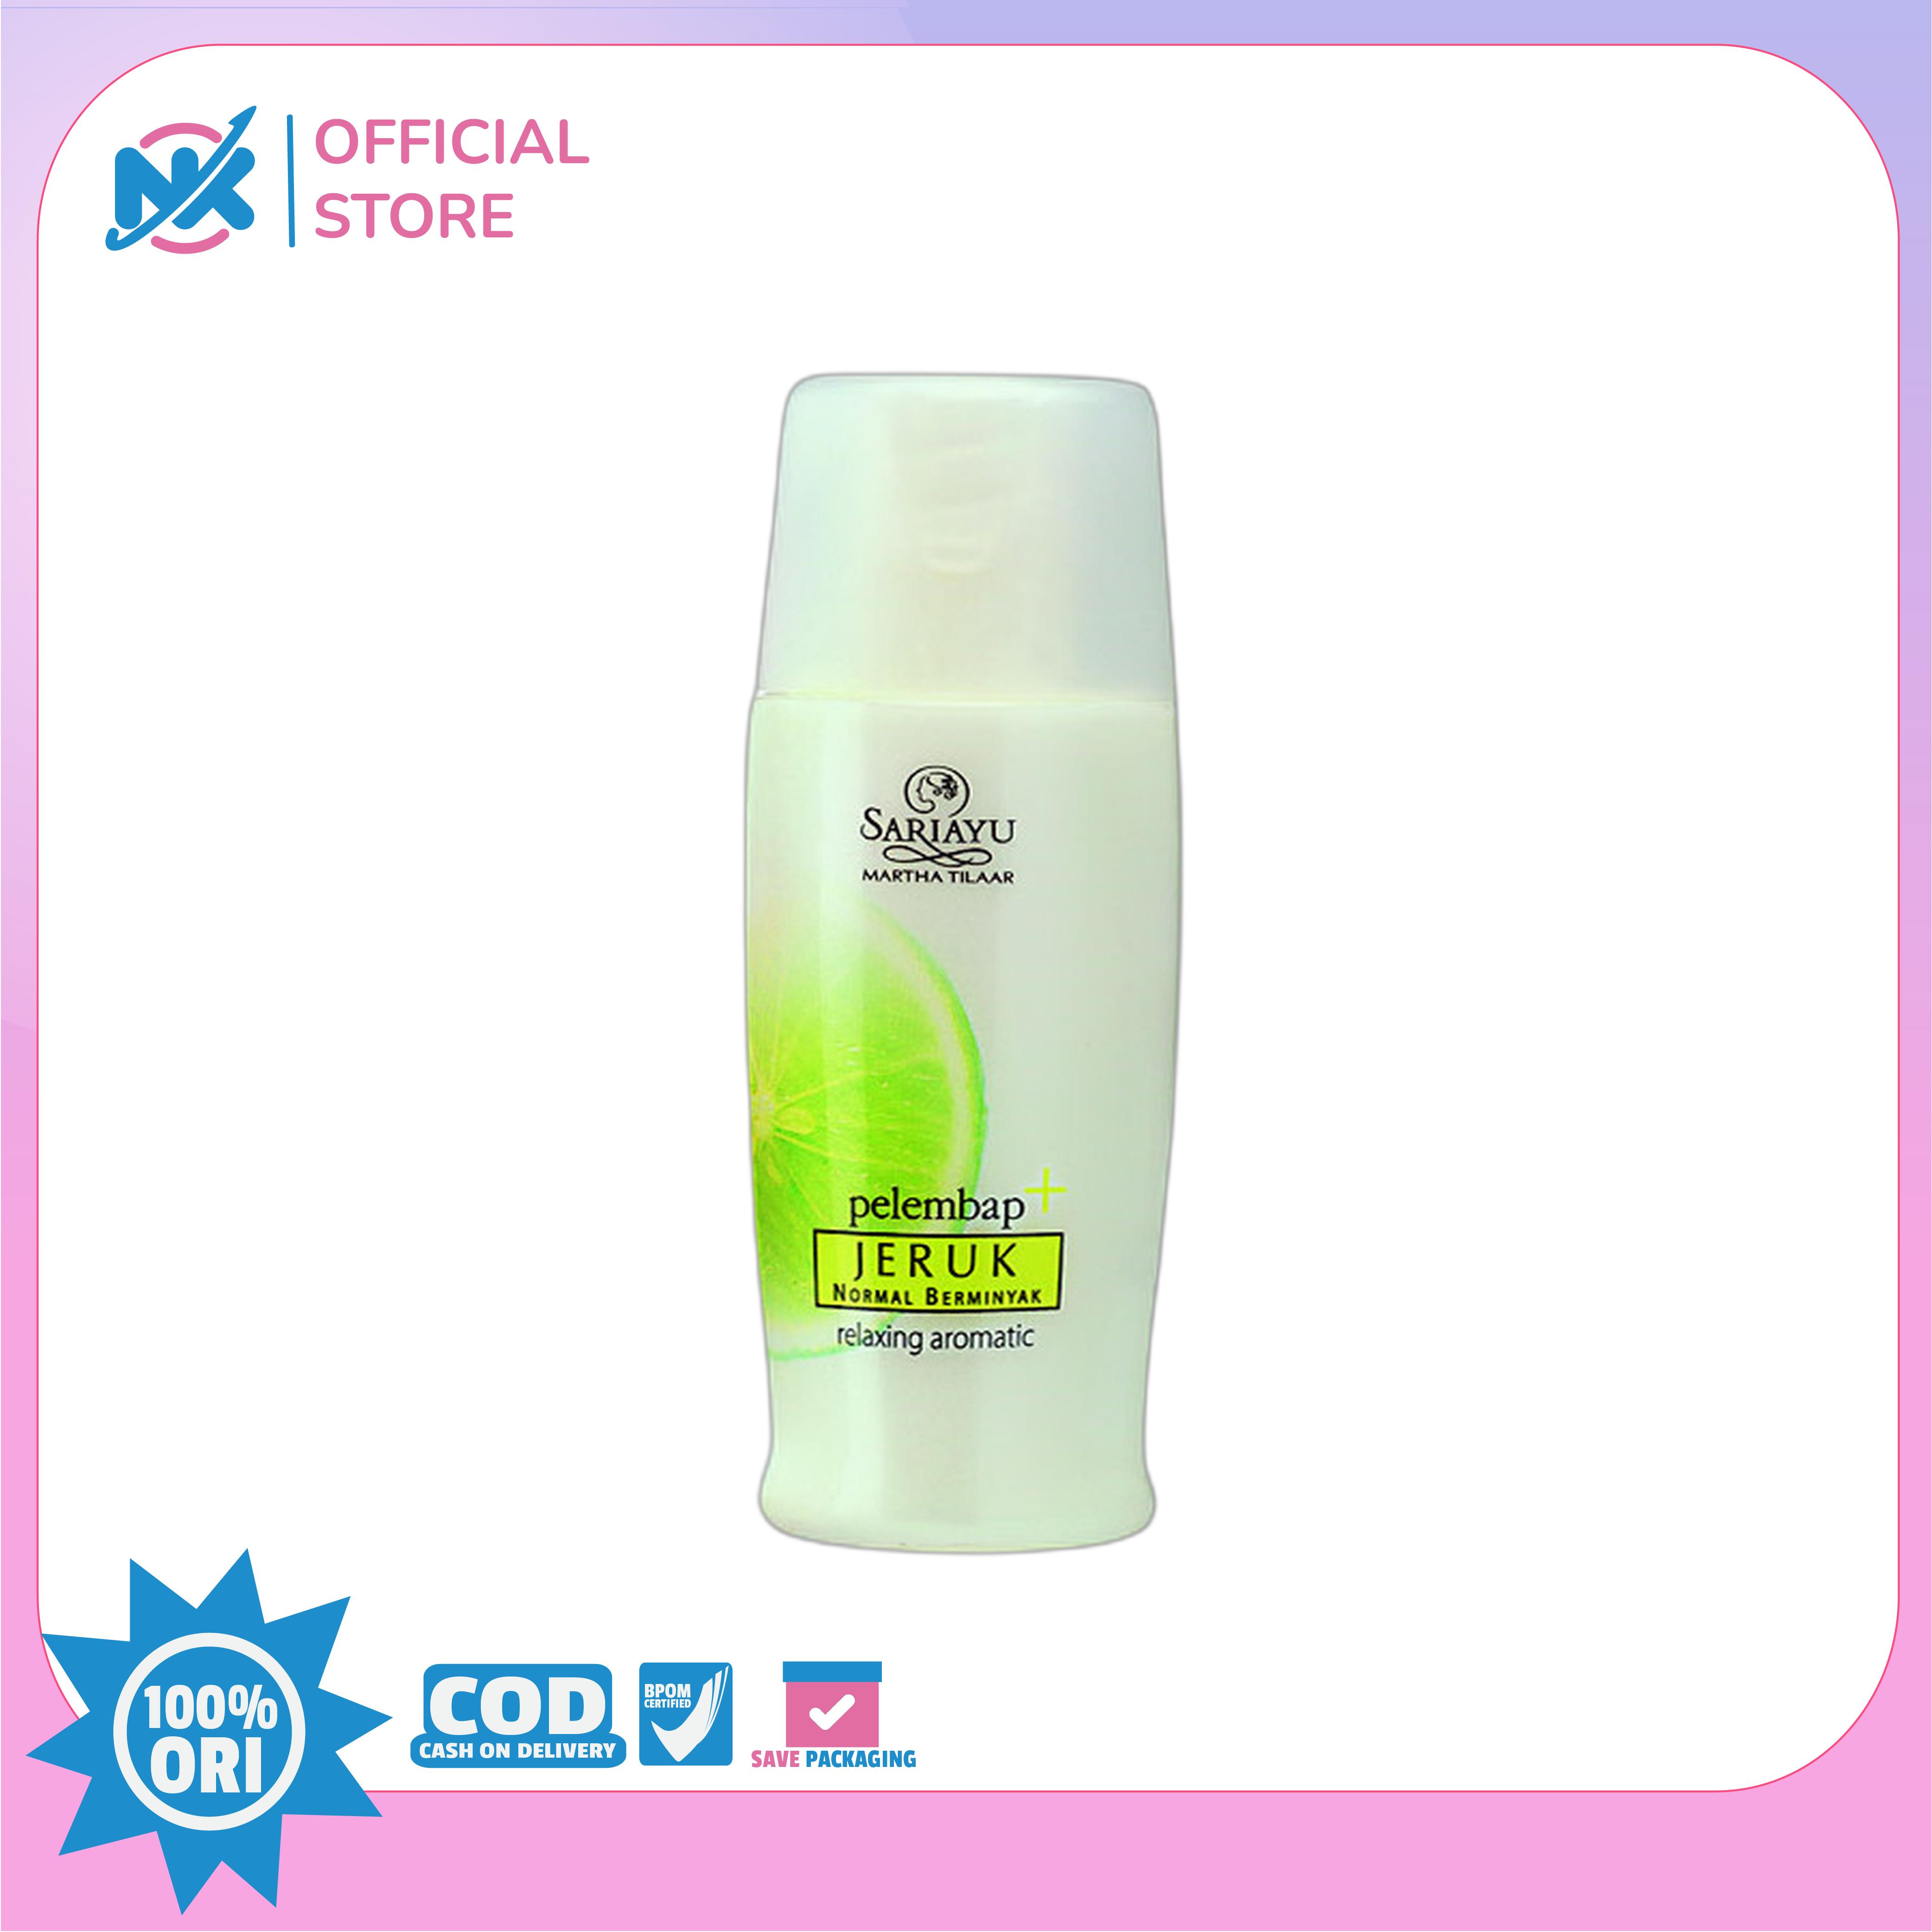 NK
OFFICIAL
STORE
SARIAYU
MARTHA TILAAR
pelembap+
JERUK
NORMAL BERMINYAK
relaxing aromatic
100%
ORI
COD
CASH ON DELIVERY
BPOM
CERTIFIED
SAVE PACKAGING